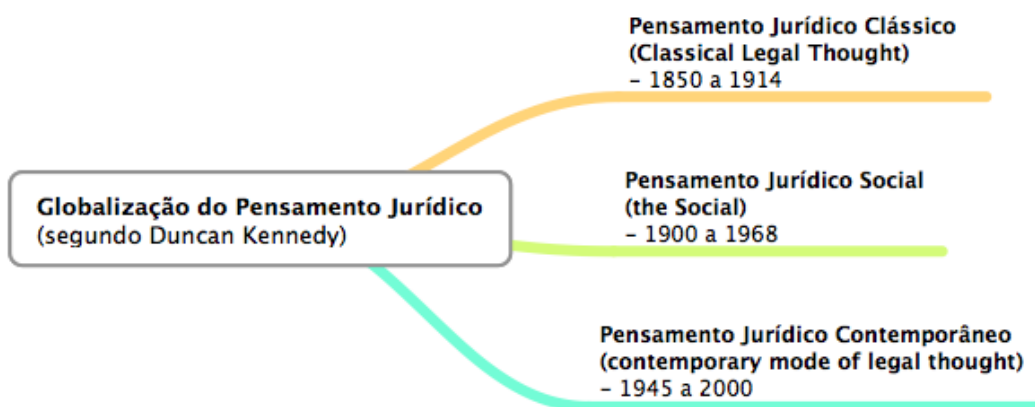 Pensamento Jurídico Clássico
(Classical Legal Thought)
– 1850 a 1914
Globalização do Pensamento Jurídico
(segundo Duncan Kennedy)
Pensamento Jurídico Social
(the Social)
– 1900 a 1968
Pensamento Jurídico Contemporâneo
(contemporary mode of legal thought)
– 1945 a 2000